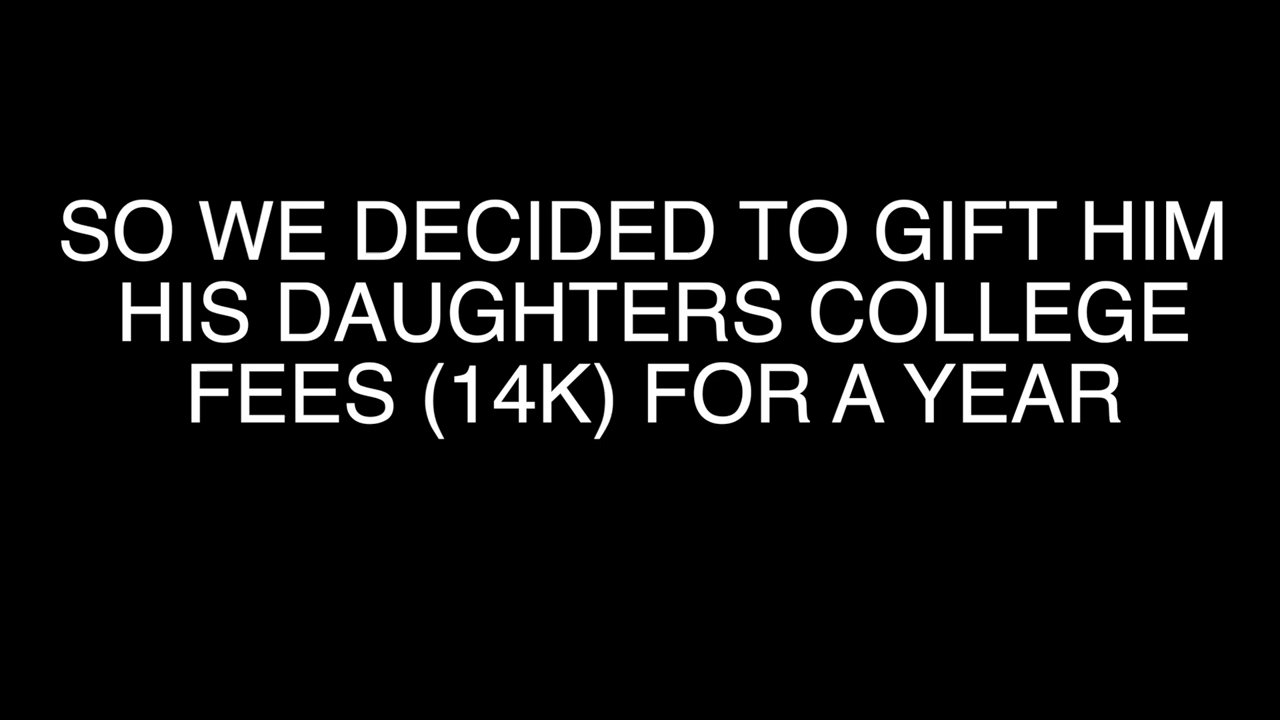 SO WE DECIDED TO GIFT HIM
HIS DAUGHTERS COLLEGE
FEES (14K) FOR A YEAR